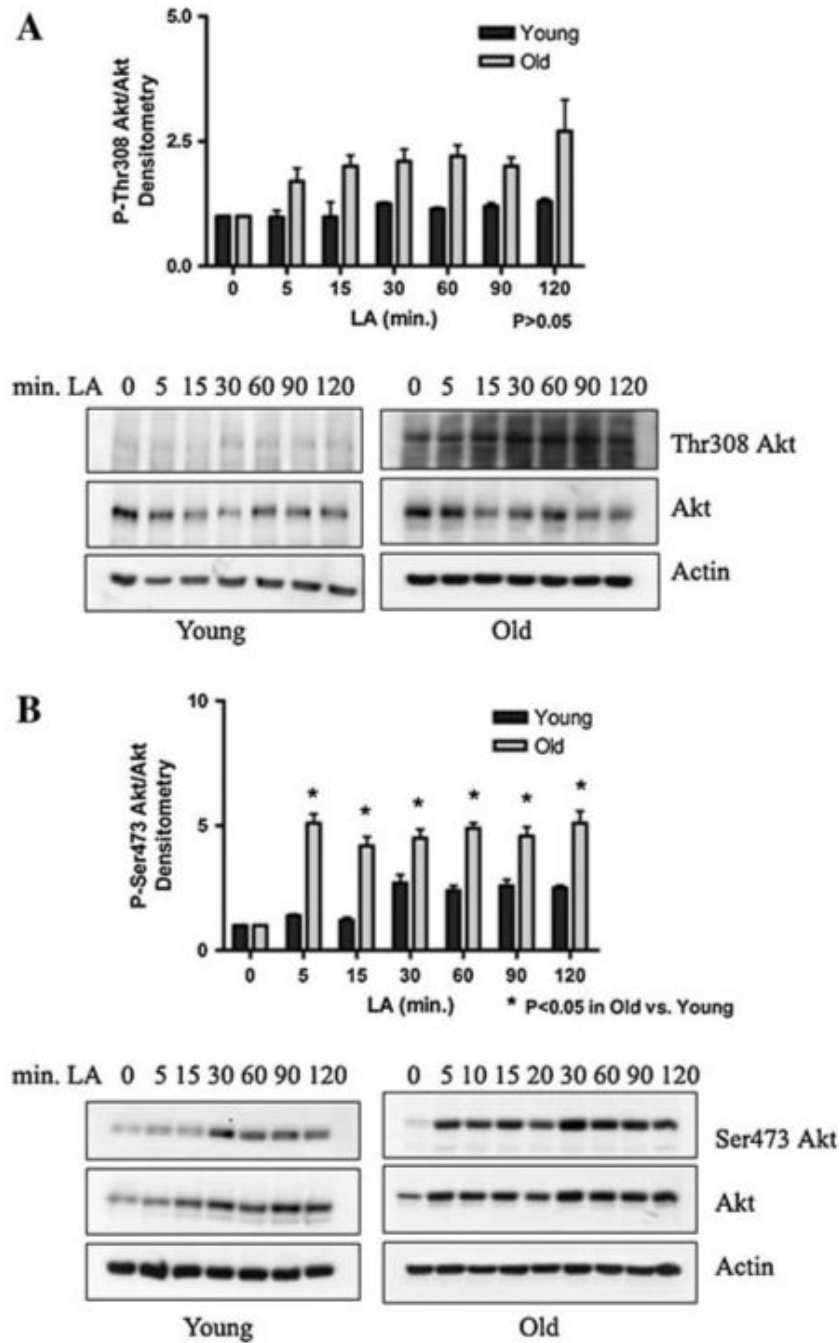 A
P-Thr308 Akt/Akt
Densitometry
5.0
2.5
0.0
Young
Old
0 5 15 30 60 90 120
LA (min.) P>0.05
min. LA 0 5 15 30 60 90 120 0 5 15 30 60 90 120
Thr308 Akt
Akt
Actin
Young Old
B
P-Ser473 Akt/Akt
Densitometry
10
5
0
Young
Old
* * * * * *
0 5 15 30 60 90 120
LA (min.) * P<0.05 in Old vs. Young
min. LA 0 5 15 30 60 90 120 0 5 10 15 20 30 60 90 120
Ser473 Akt
Akt
Actin
Young Old